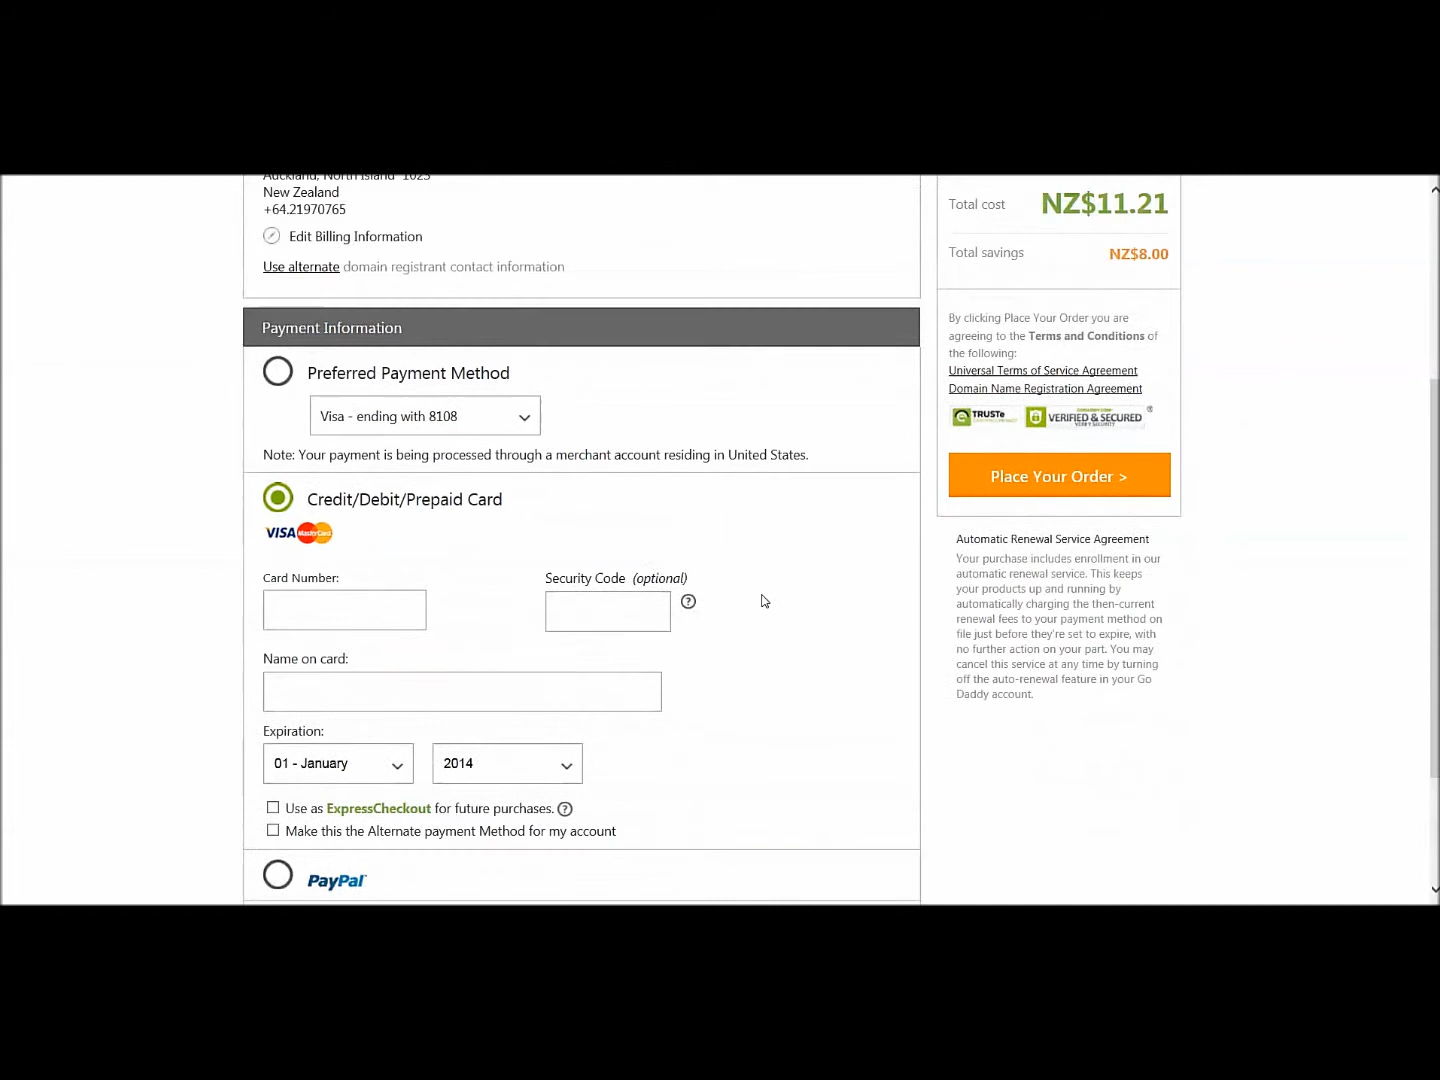 Auckland, North Island 1023
New Zealand
+64.21970765
Edit Billing Information
Use alternate domain registrant contact information
Payment Information
Preferred Payment Method
Visa - ending with 8108
Note: Your payment is being processed through a merchant account residing in United States.
Credit/Debit/Prepaid Card
VISA MasterCard
Card Number:
Security Code (optional)
?
Name on card:
Expiration:
01 - January
2014
Use as ExpressCheckout for future purchases. ?
Make this the Alternate payment Method for my account
PayPal
Total cost NZ$11.21
Total savings NZ$8.00
By clicking Place Your Order you are
agreeing to the Terms and Conditions of
the following:
Universal Terms of Service Agreement
Domain Name Registration Agreement
TRUSTe
VERIFIED & SECURED
VERIFY SECURITY
Place Your Order >
Automatic Renewal Service Agreement
Your purchase includes enrollment in our
automatic renewal service. This keeps
your products up and running by
automatically charging the then-current
renewal fees to your payment method on
file just before they're set to expire, with
no further action on your part. You may
cancel this service at any time by turning
off the auto-renewal feature in your Go
Daddy account.